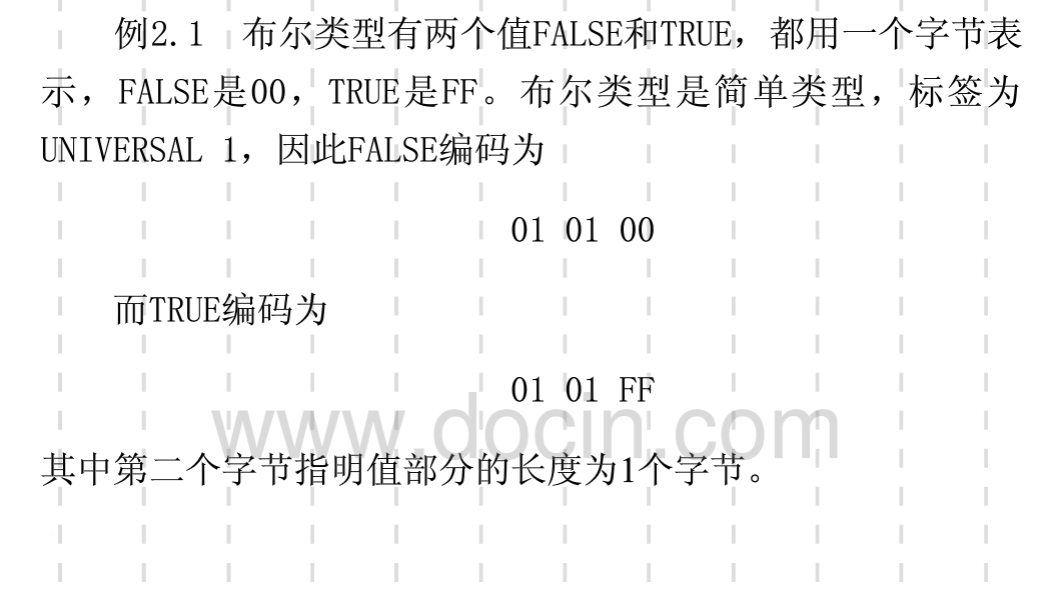 例2.1 布尔类型有两个值FALSE和TRUE，都用一个字节表
示，FALSE是00，TRUE是FF。布尔类型是简单类型，标签为
UNIVERSAL 1，因此FALSE编码为
01 01 00
而TRUE编码为
01 01 FF
www.docin.com
其中第二个字节指明值部分的长度为1个字节。